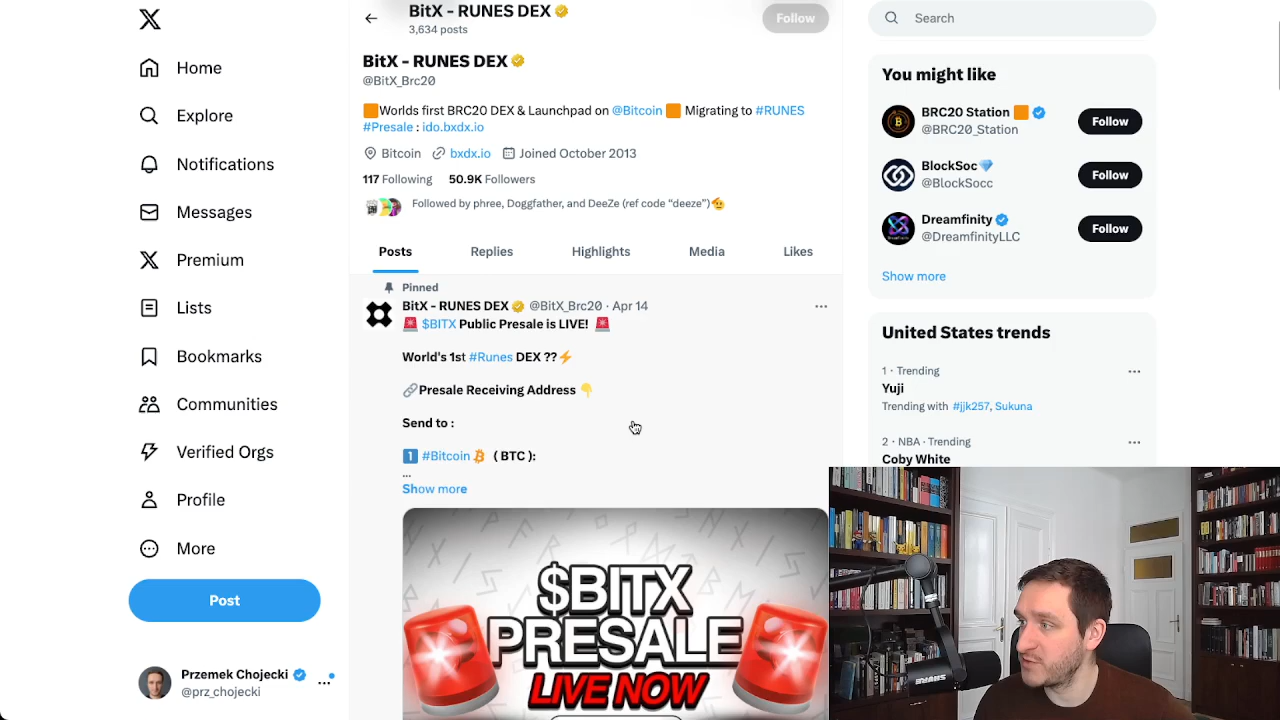 BitX - RUNES DEX
3,634 posts
Follow
BitX - RUNES DEX
@BitX_Brc20
🟧Worlds first BRC20 DEX & Launchpad on @Bitcoin 🟧 Migrating to #RUNES
#Presale : ido.bxdx.io
Bitcoin bxdx.io Joined October 2013
117 Following 50.9K Followers
Followed by phree, Doggfather, and DeeZe (ref code “deeze”)🫡
Posts Replies Highlights Media Likes
Pinned
BitX - RUNES DEX @BitX_Brc20 · Apr 14
🚨 $BITX Public Presale is LIVE! 🚨
World's 1st #Runes DEX ??⚡
🔗Presale Receiving Address 👇
Send to :
1️⃣ #Bitcoin ( BTC ):
...
Show more
$BITX
PRESALE
LIVE NOW
Home
Explore
Notifications
Messages
Premium
Lists
Bookmarks
Communities
Verified Orgs
Profile
More
Post
Przemek Chojecki
@prz_chojecki
Search
You might like
BRC20 Station 🟧
@BRC20_Station
Follow
BlockSoc💎
@BlockSocc
Follow
Dreamfinity
@DreamfinityLLC
Follow
Show more
United States trends
1 · Trending
Yuji
Trending with #jjk257, Sukuna
2 · NBA · Trending
Coby White